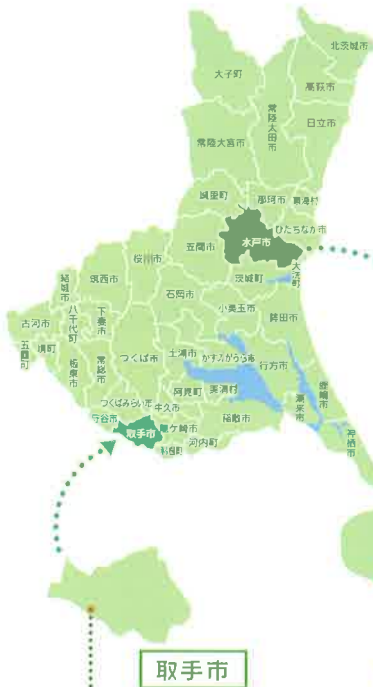 北茨城市
大子町
高萩市
常陸太田市
日立市
常陸大宮市
城里町
那珂市
東海村
水戸市
ひたちなか市
笠間市
大洗町
桜川市
茨城町
筑西市
結城市
石岡市
小美玉市
鉾田市
八千代町
下妻市
古河市
五霞町
境町
坂東市
常総市
つくば市
土浦市
かすみがうら市
行方市
阿見町
美浦村
鹿嶋市
潮来市
神栖市
つくばみらい市
牛久市
稲敷市
守谷市
取手市
龍ケ崎市
河内町
利根町
取手市